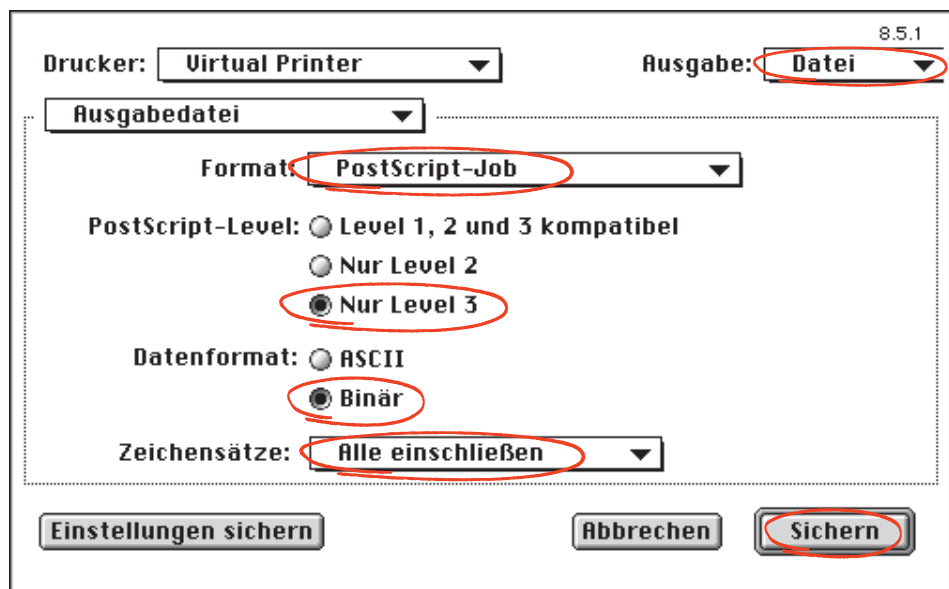 8.5.1
Drucker: Virtual Printer Ausgabe: Datei
Ausgabedatei
Format: PostScript-Job
PostScript-Level: Level 1, 2 und 3 kompatibel
Nur Level 2
Nur Level 3
Datenformat: ASCII
Binär
Zeichensätze: Alle einschließen
Einstellungen sichern Abbrechen Sichern